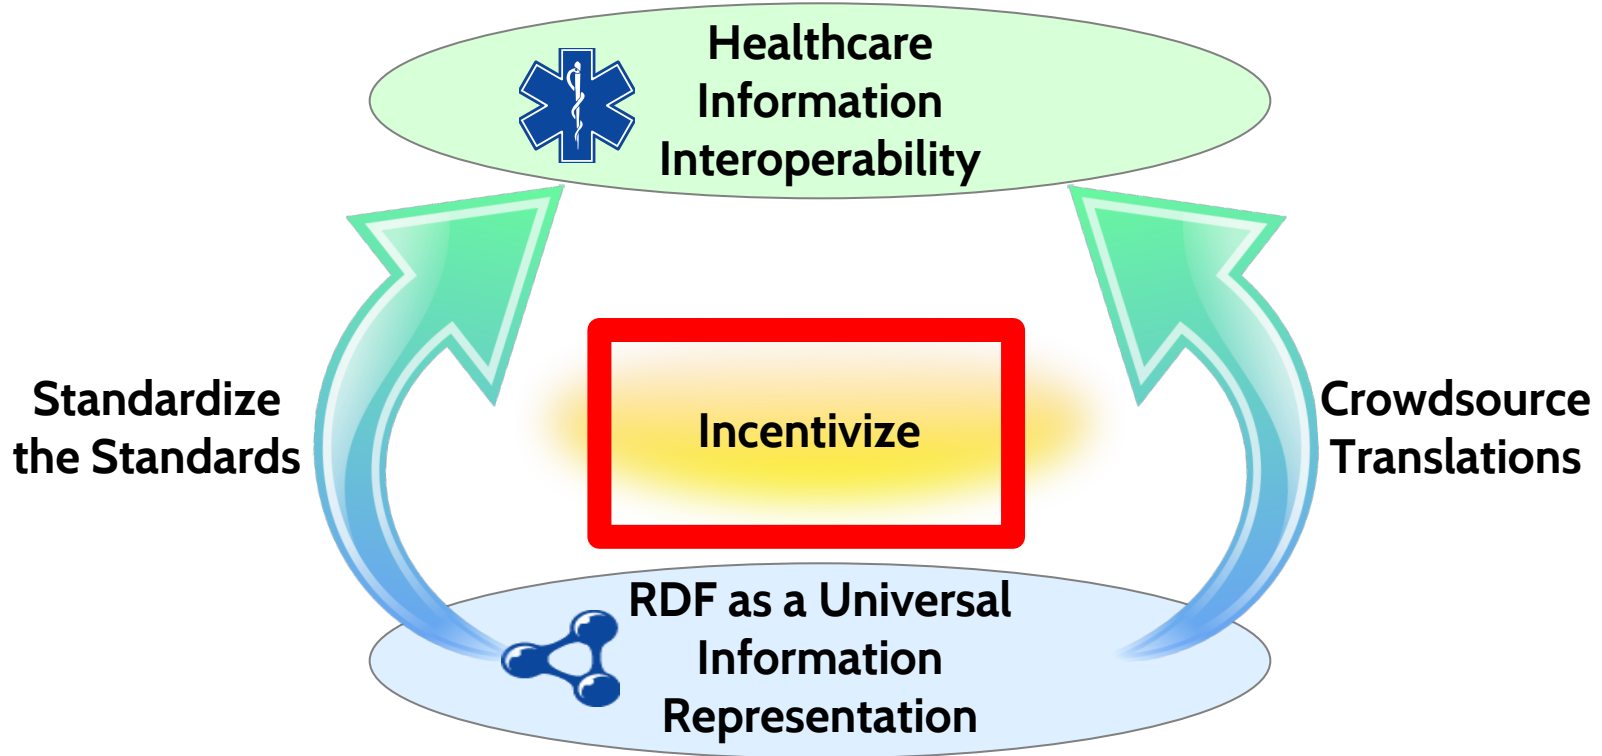 Healthcare
Information
Interoperability
Standardize
the Standards
Incentivize
Crowdsource
Translations
RDF as a Universal
Information
Representation